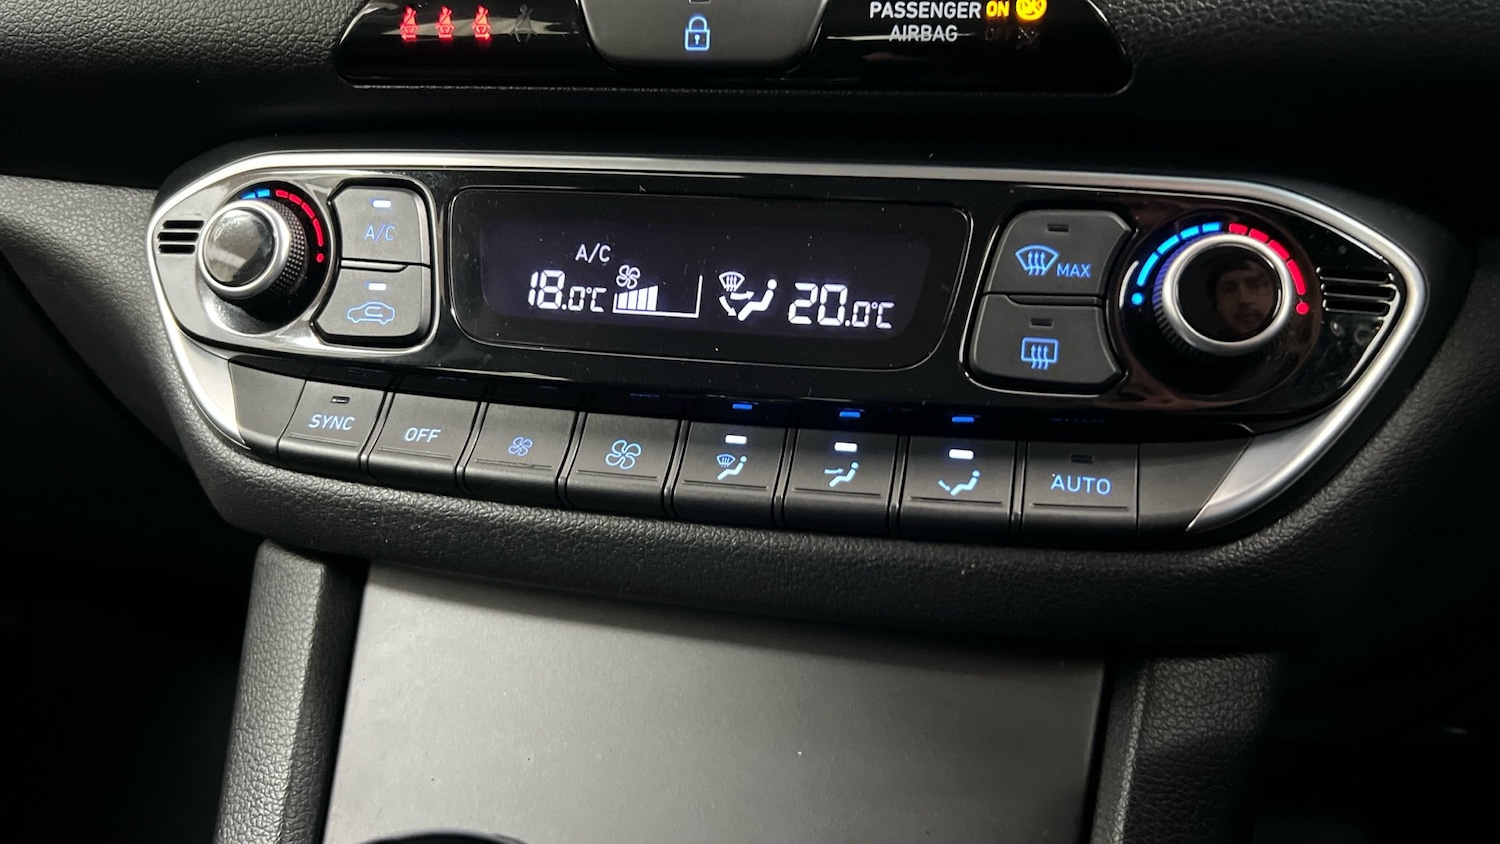 PASSENGER ON
AIRBAG
A/C
A/C
18.0°C
20.0°C
MAX
SYNC
OFF
AUTO